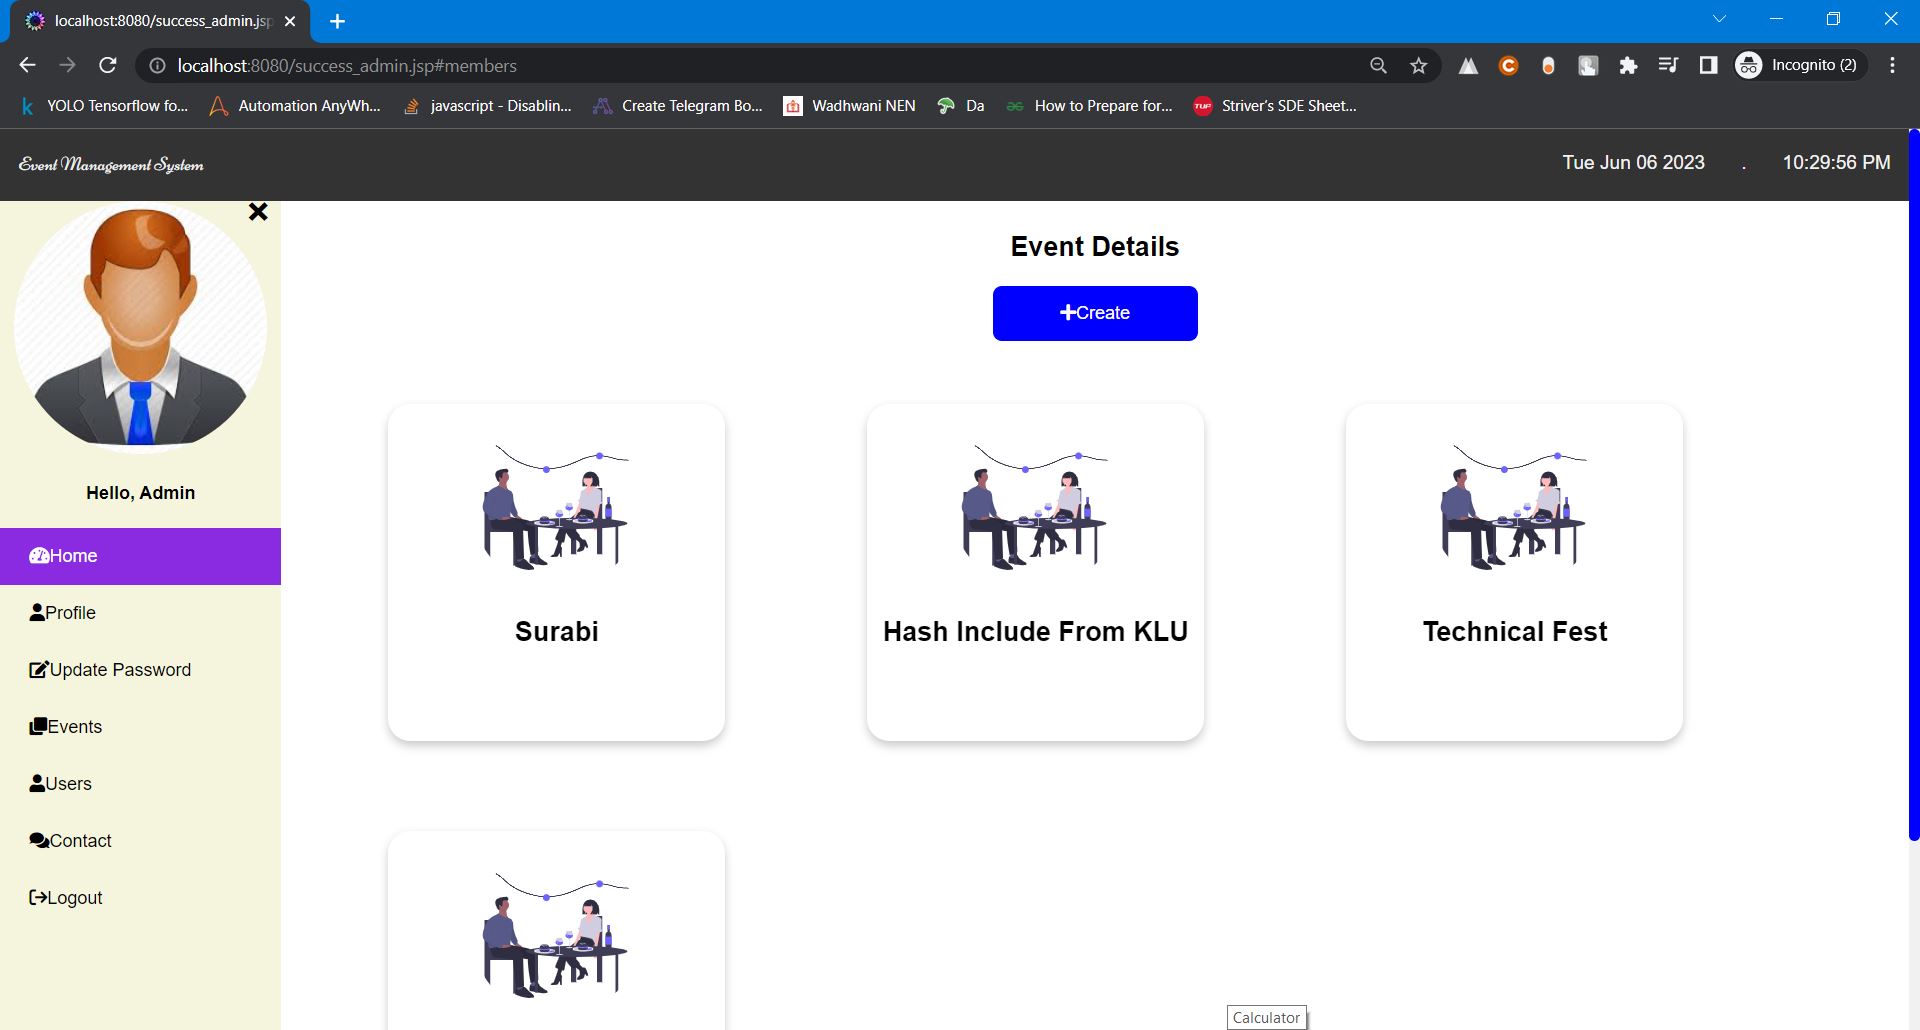 localhost:8080/success_admin.jsp
Incognito (2)
localhost:8080/success_admin.jsp#members
YOLO Tensorflow fo...
Automation AnyWh...
javascript - Disablin...
Create Telegram Bo...
Wadhwani NEN
Da
How to Prepare for...
TUF
Striver's SDE Sheet...
Event Management System
Tue Jun 06 2023 . 10:29:56 PM
Hello, Admin
Home
Profile
Update Password
Events
Users
Contact
Logout
Event Details
Create
Surabi
Hash Include From KLU
Technical Fest
Calculator